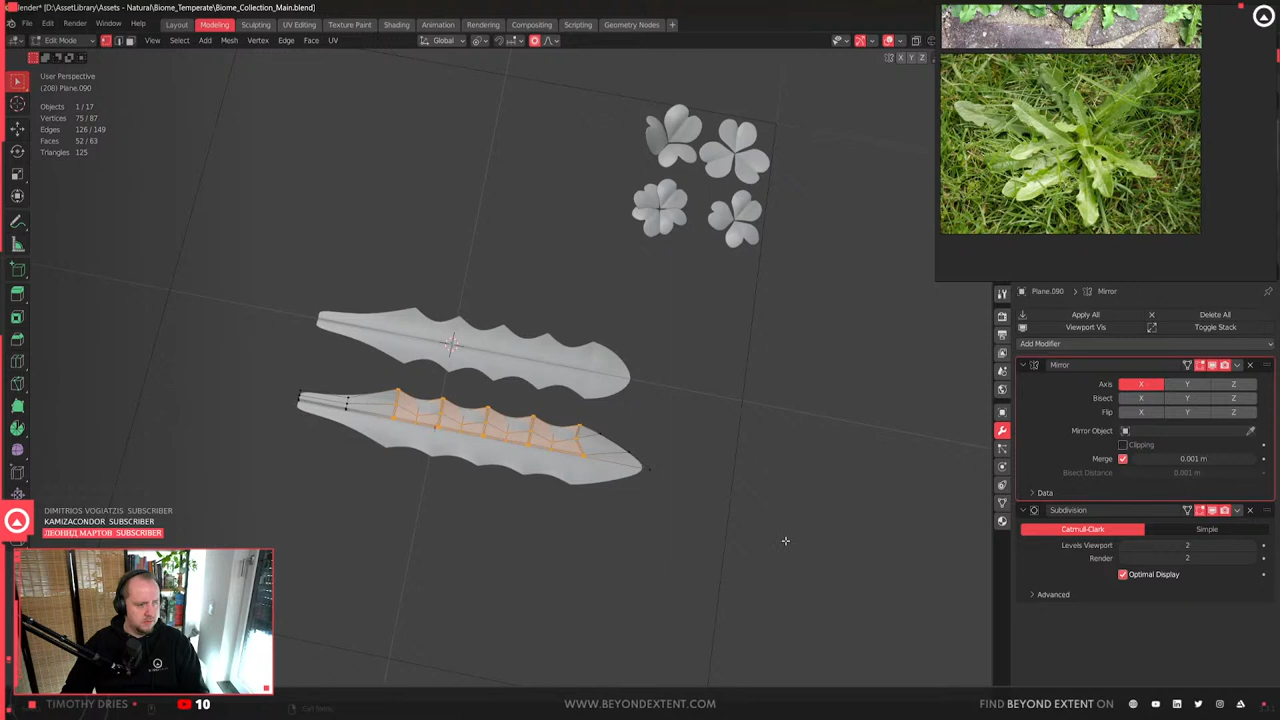 Blender* [D:\AssetLibrary\Assets - Natural\Biome_Temperate\Biome_Collection_Main.blend]
File Edit Render Window Help Layout Modeling Sculpting UV Editing Texture Paint Shading Animation Rendering Compositing Scripting Geometry Nodes +
Edit Mode View Select Add Mesh Vertex Edge Face UV Global
X Y Z
User Perspective
(208) Plane.090
Objects 1 / 17
Vertices 75 / 87
Edges 126 / 149
Faces 52 / 63
Triangles 125
Plane.090 > Mirror
Apply All Delete All
Viewport Vis Toggle Stack
Add Modifier
Mirror
Axis X Y Z
Bisect X Y Z
Flip X Y Z
Mirror Object
Clipping
Merge 0.001 m
Bisect Distance 0.001 m
Data
Subdivision
Catmull-Clark Simple
Levels Viewport 2
Render 2
Optimal Display
Advanced
DIMITRIOS VOGIATZIS SUBSCRIBER
KAMIZACONDOR SUBSCRIBER
ЛЕОНИД МАРТОВ SUBSCRIBER
Call Menu
TIMOTHY DRIES 10 WWW.BEYONDEXTENT.COM FIND BEYOND EXTENT ON